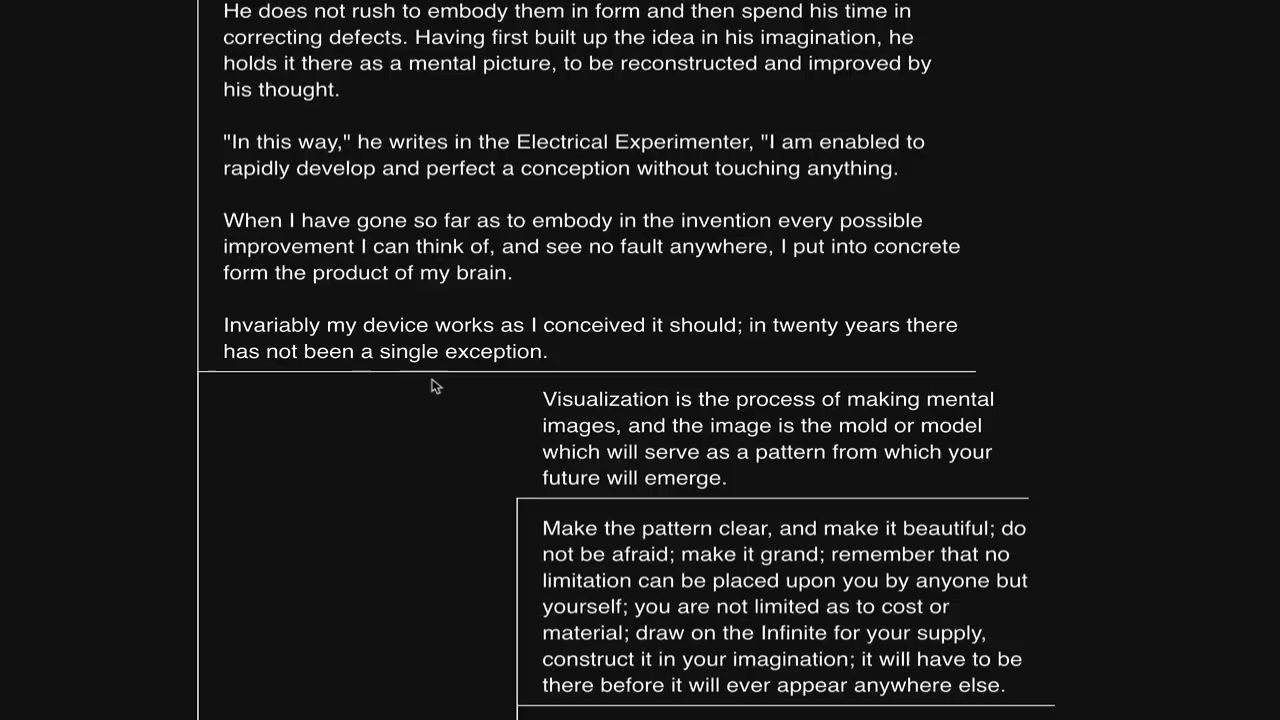 He does not rush to embody them in form and then spend his time in
correcting defects. Having first built up the idea in his imagination, he
holds it there as a mental picture, to be reconstructed and improved by
his thought.
"In this way," he writes in the Electrical Experimenter, "I am enabled to
rapidly develop and perfect a conception without touching anything.
When I have gone so far as to embody in the invention every possible
improvement I can think of, and see no fault anywhere, I put into concrete
form the product of my brain.
Invariably my device works as I conceived it should; in twenty years there
has not been a single exception.
Visualization is the process of making mental
images, and the image is the mold or model
which will serve as a pattern from which your
future will emerge.
Make the pattern clear, and make it beautiful; do
not be afraid; make it grand; remember that no
limitation can be placed upon you by anyone but
yourself; you are not limited as to cost or
material; draw on the Infinite for your supply,
construct it in your imagination; it will have to be
there before it will ever appear anywhere else.